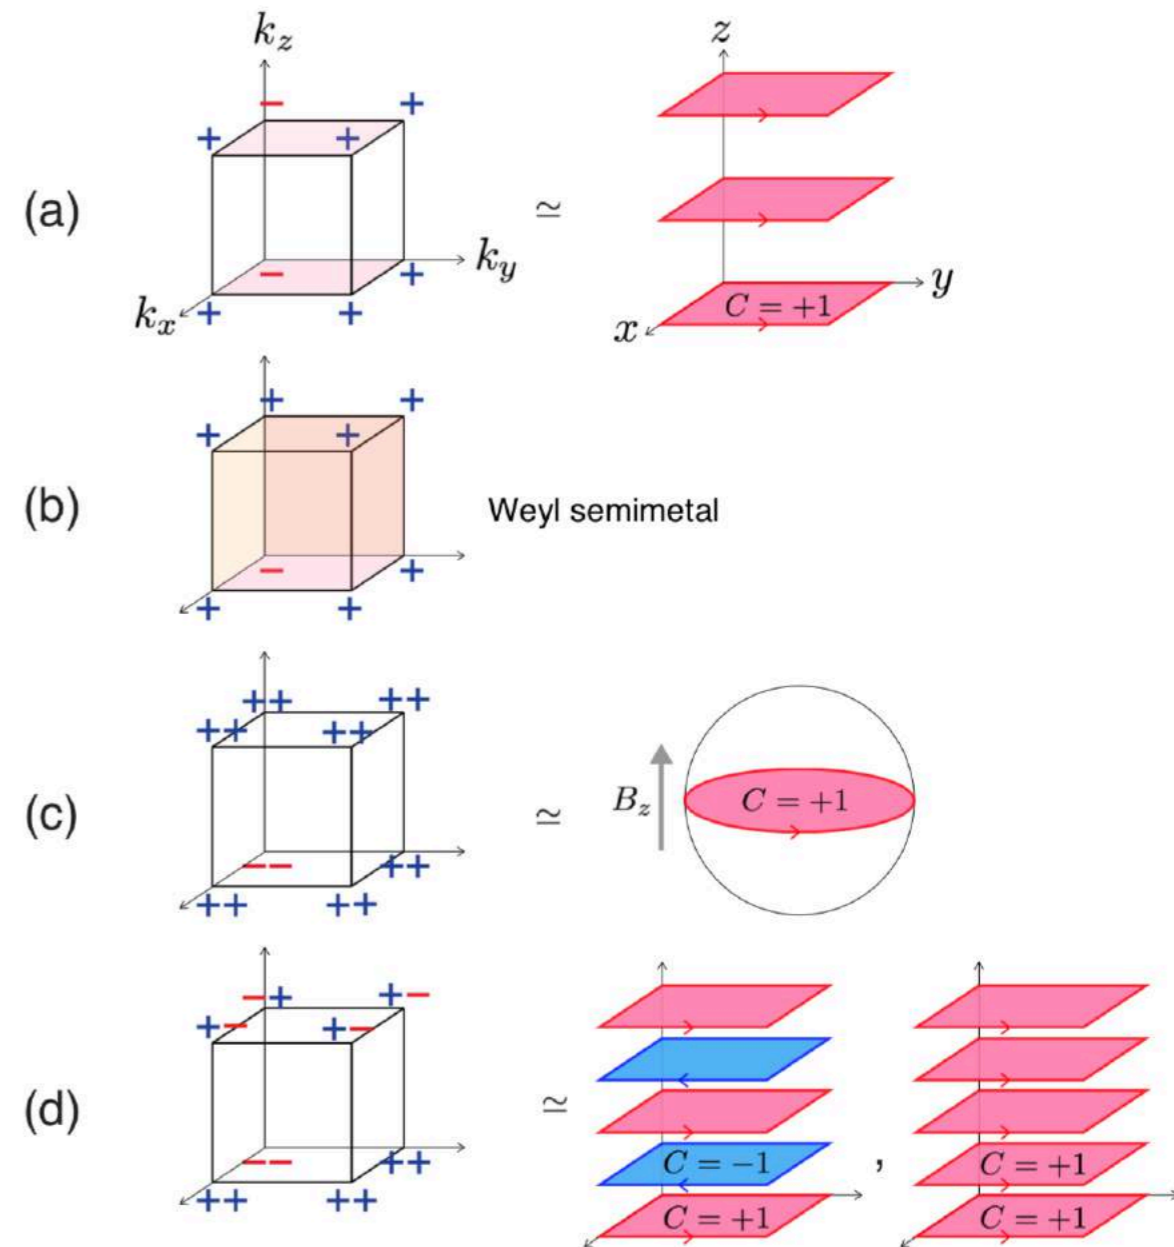 (a)
k_z
− +
+ +
− +
+ +
k_y
k_x
≃
z
y
x
C = +1
(b)
+ +
+ +
− +
+ +
Weyl semimetal
(c)
++ ++
++ ++
−− ++
++ ++
≃
B_z
C = +1
(d)
−+ +−
+− +−
−− ++
++ ++
≃
C = −1
C = +1
,
C = +1
C = +1